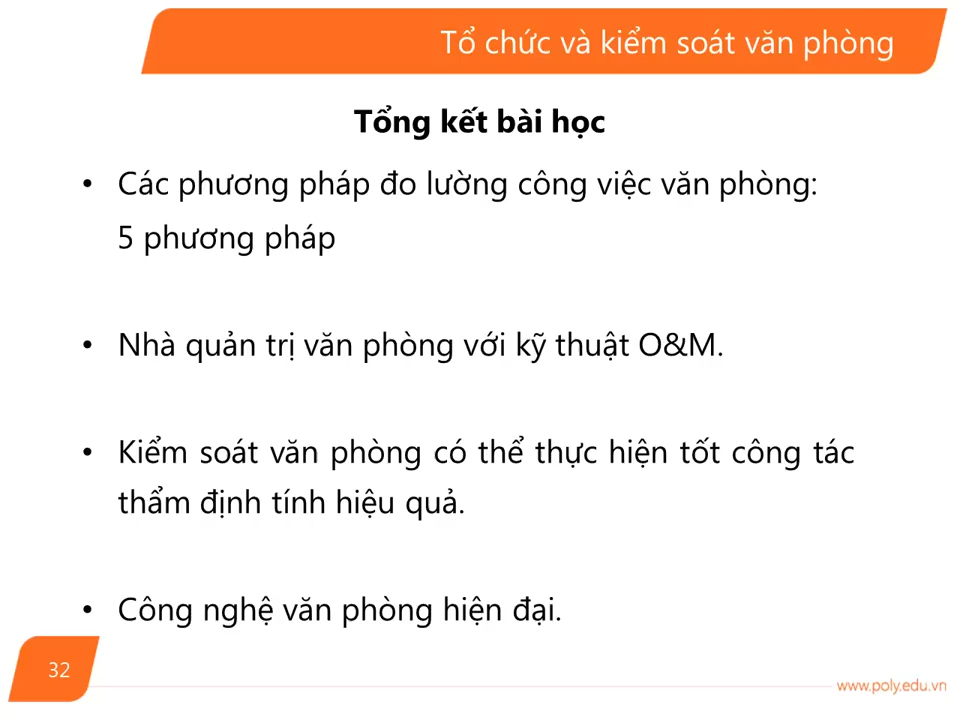 Tổ chức và kiểm soát văn phòng
Tổng kết bài học
• Các phương pháp đo lường công việc văn phòng:
5 phương pháp
• Nhà quản trị văn phòng với kỹ thuật O&M.
• Kiểm soát văn phòng có thể thực hiện tốt công tác
thẩm định tính hiệu quả.
• Công nghệ văn phòng hiện đại.
32
www.poly.edu.vn